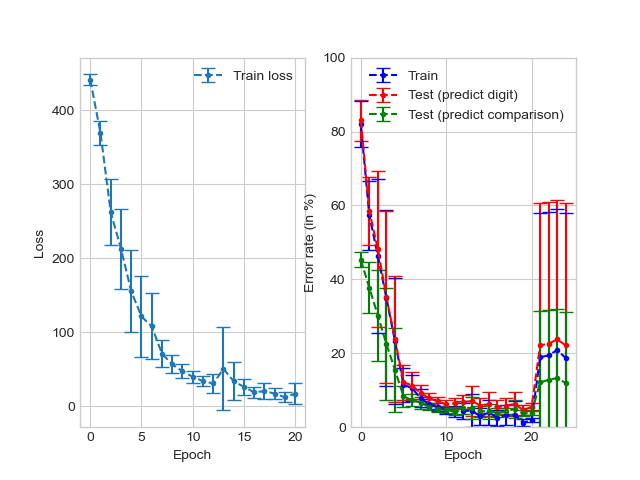 Train loss
400
300
200
100
0
Loss
0 5 10 15 20
Epoch
Train
Test (predict digit)
Test (predict comparison)
100
80
60
40
20
0
Error rate (in %)
0 10 20
Epoch